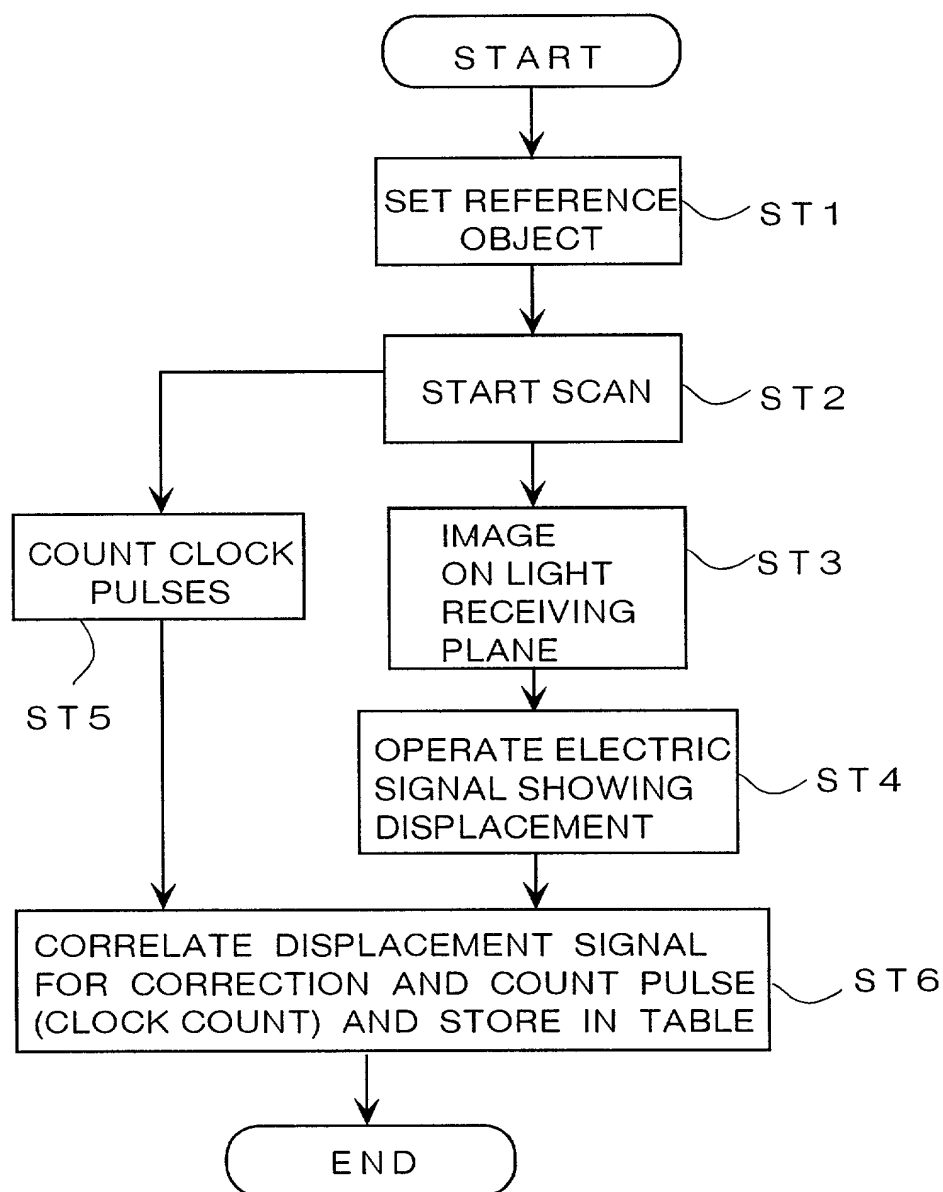 START
SET REFERENCE
OBJECT
ST1
START SCAN
ST2
COUNT CLOCK
PULSES
ST5
IMAGE
ON LIGHT
RECEIVING
PLANE
ST3
OPERATE ELECTRIC
SIGNAL SHOWING
DISPLACEMENT
ST4
CORRELATE DISPLACEMENT SIGNAL
FOR CORRECTION AND COUNT PULSE
(CLOCK COUNT) AND STORE IN TABLE
ST6
END